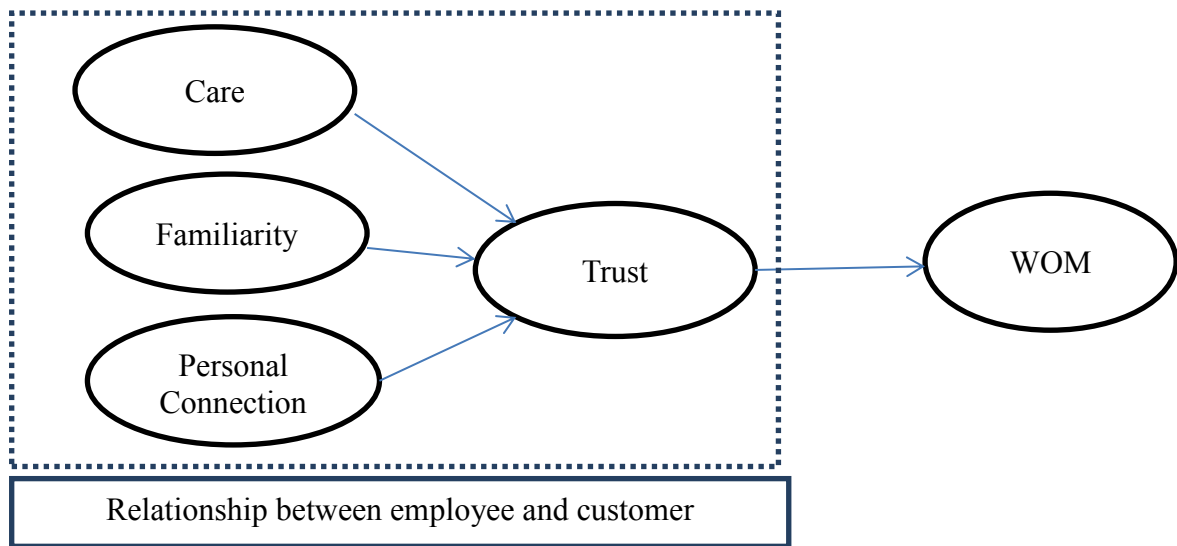 Care
Familiarity
Personal
Connection
Trust
WOM
Relationship between employee and customer